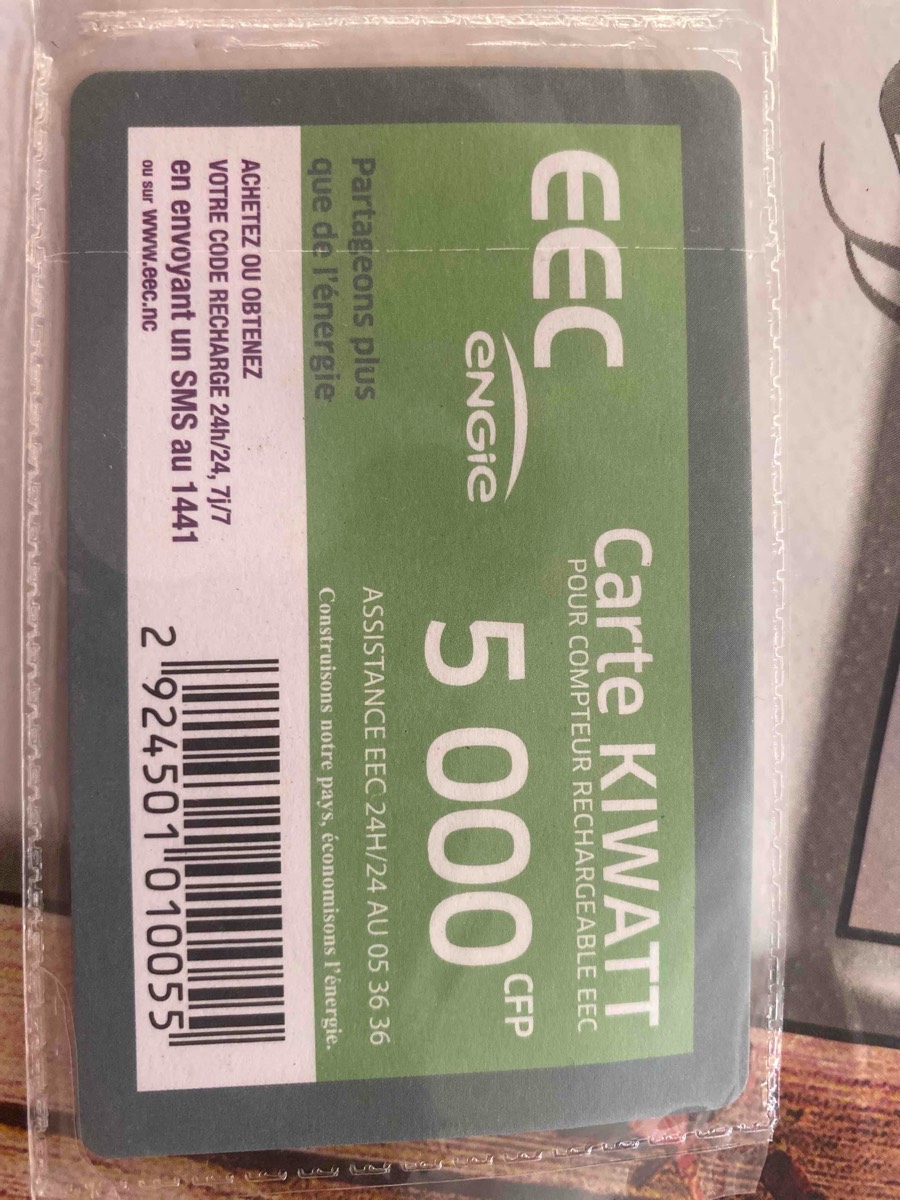 EEC
ENGIE
Carte KIWATT
POUR COMPTEUR RECHARGEABLE EEC
5 000 CFP
Partageons plus
que de l'énergie
ASSISTANCE EEC 24H/24 AU 05 36 36
Construisons notre pays, économisons l'énergie.
ACHETEZ OU OBTENEZ
VOTRE CODE RECHARGE 24h/24, 7j/7
en envoyant un SMS au 1441
ou sur www.eec.nc
2 924501 010055